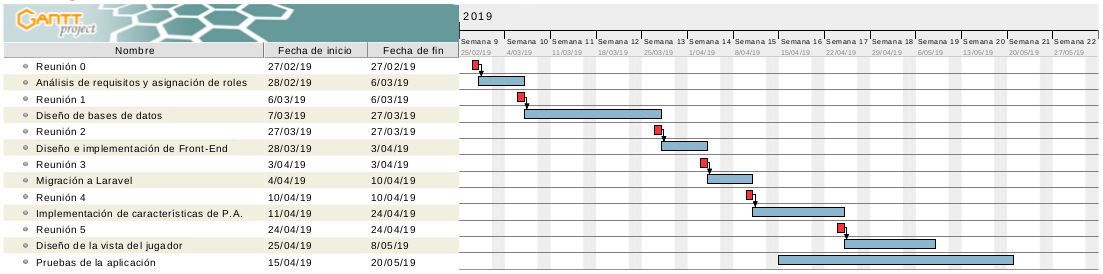 GANTT
project
2019
Semana 9 Semana 10 Semana 11 Semana 12 Semana 13 Semana 14 Semana 15 Semana 16 Semana 17 Semana 18 Semana 19 Semana 20 Semana 21 Semana 22
25/02/19 4/03/19 11/03/19 18/03/19 25/03/19 1/04/19 8/04/19 15/04/19 22/04/19 29/04/19 6/05/19 13/05/19 20/05/19 27/05/19
Nombre Fecha de inicio Fecha de fin
Reunión 0 27/02/19 27/02/19
Análisis de requisitos y asignación de roles 28/02/19 6/03/19
Reunión 1 6/03/19 6/03/19
Diseño de bases de datos 7/03/19 27/03/19
Reunión 2 27/03/19 27/03/19
Diseño e implementación de Front-End 28/03/19 3/04/19
Reunión 3 3/04/19 3/04/19
Migración a Laravel 4/04/19 10/04/19
Reunión 4 10/04/19 10/04/19
Implementación de características de P.A. 11/04/19 24/04/19
Reunión 5 24/04/19 24/04/19
Diseño de la vista del jugador 25/04/19 8/05/19
Pruebas de la aplicación 15/04/19 20/05/19